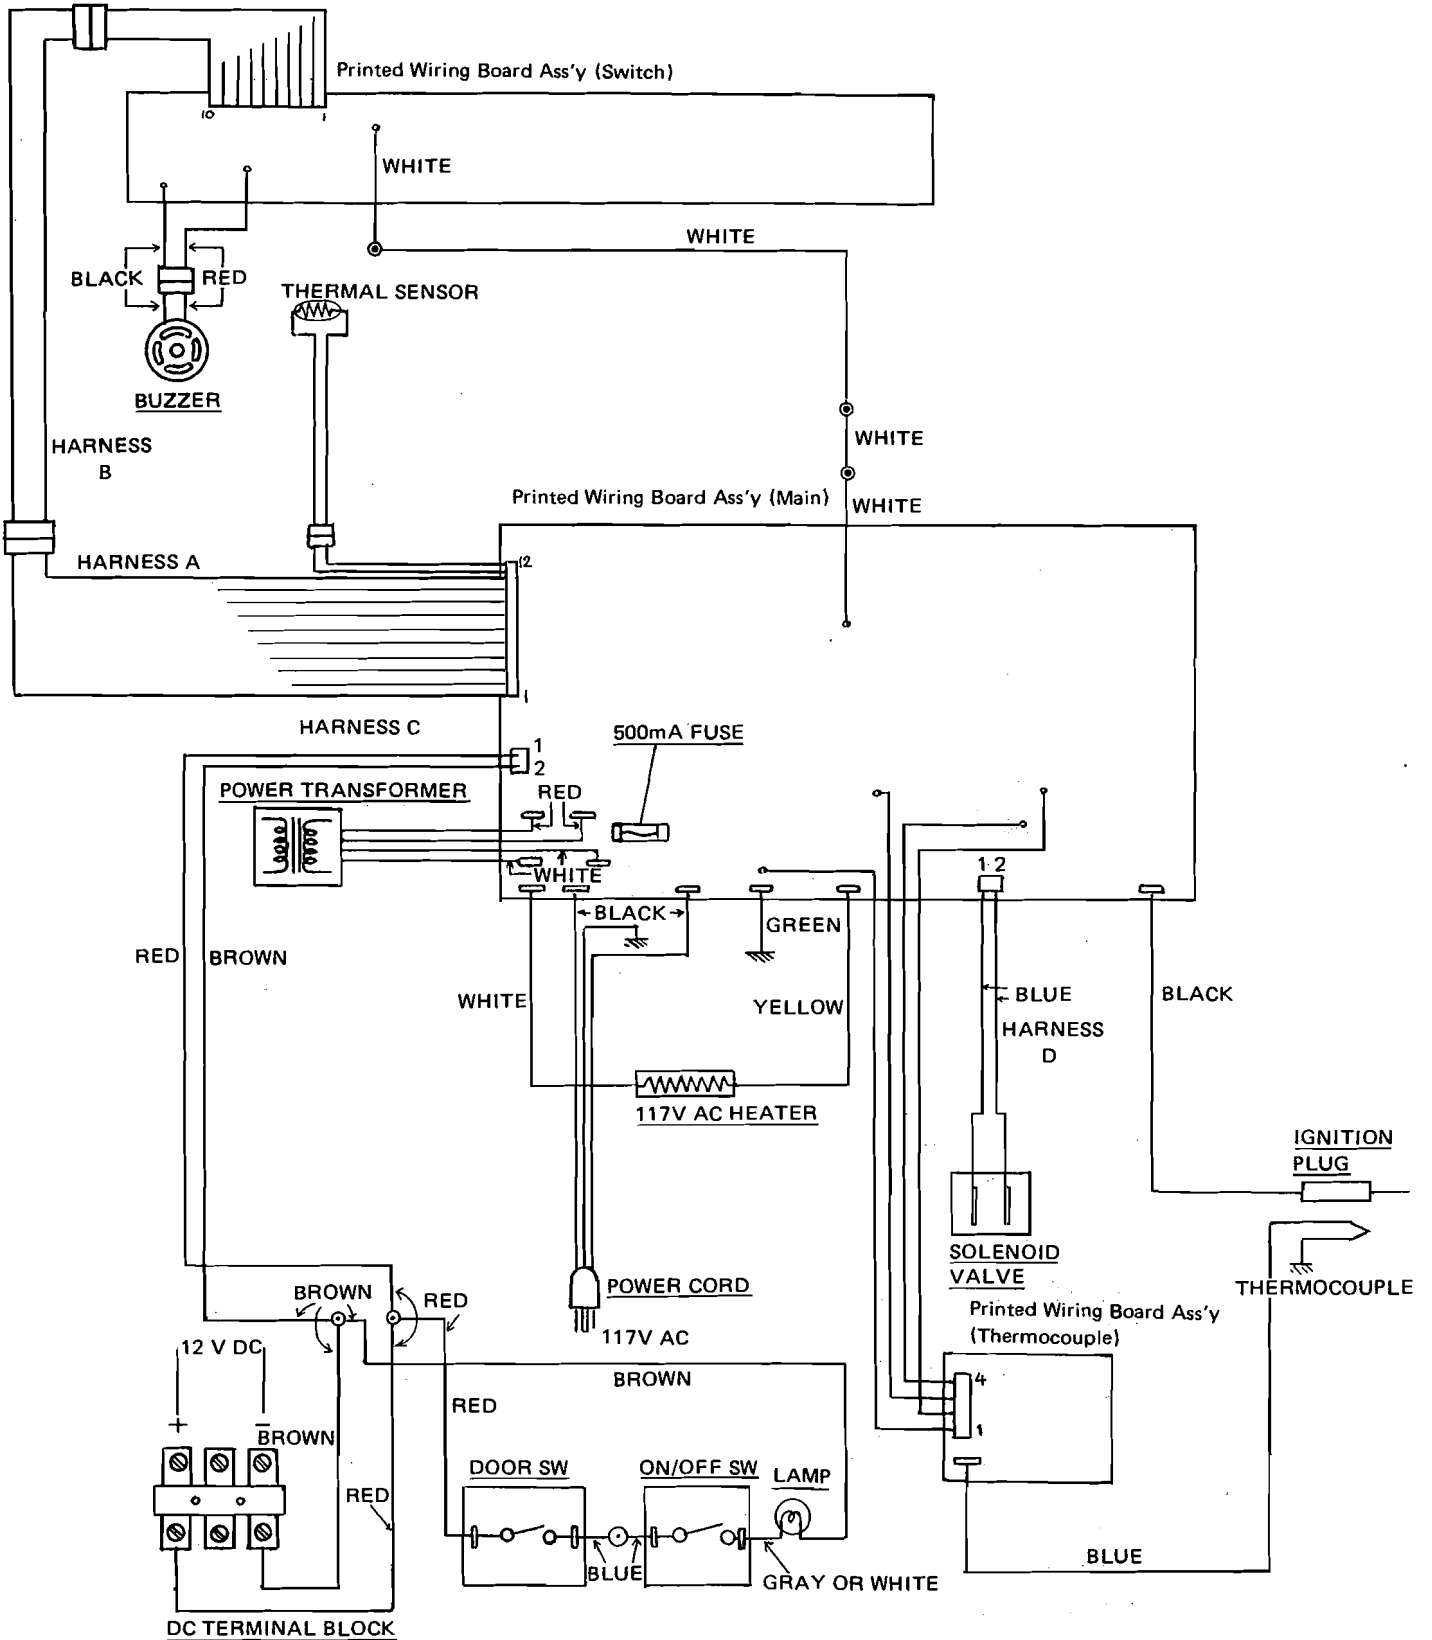 Printed Wiring Board Ass'y (Switch)
10
1
WHITE
WHITE
BLACK
RED
THERMAL SENSOR
BUZZER
HARNESS
B
WHITE
Printed Wiring Board Ass'y (Main)
WHITE
HARNESS A
12
1
HARNESS C
500mA FUSE
1
2
POWER TRANSFORMER
RED
WHITE
1 2
BLACK
GREEN
RED
BROWN
WHITE
YELLOW
BLUE
BLACK
HARNESS
D
117V AC HEATER
IGNITION
PLUG
SOLENOID
VALVE
THERMOCOUPLE
POWER CORD
BROWN
RED
Printed Wiring Board Ass'y
(Thermocouple)
117V AC
12 V DC
BROWN
4
RED
+
–
BROWN
1
DOOR SW
ON/OFF SW
LAMP
RED
BLUE
BLUE
GRAY OR WHITE
DC TERMINAL BLOCK